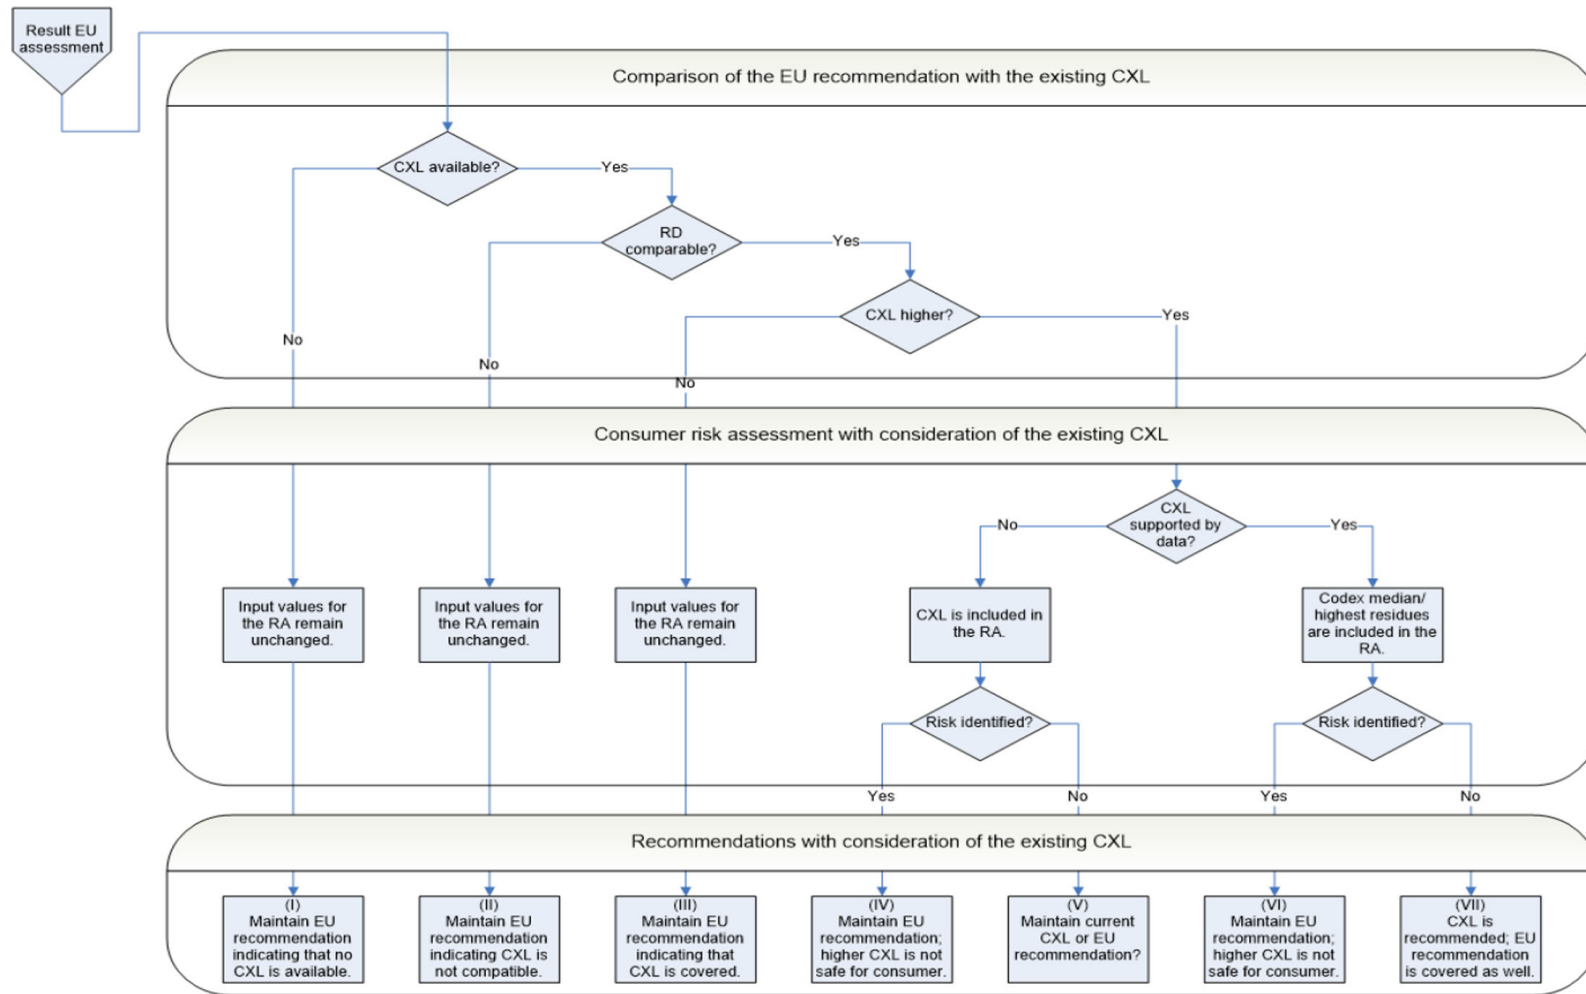 Result EU
assessment
Comparison of the EU recommendation with the existing CXL
CXL available?
Yes
RD
comparable?
Yes
CXL higher?
Yes
No
No
No
Consumer risk assessment with consideration of the existing CXL
CXL
supported by
data?
No
Yes
Input values for
the RA remain
unchanged.
Input values for
the RA remain
unchanged.
Input values for
the RA remain
unchanged.
CXL is included in
the RA.
Codex median/
highest residues
are included in the
RA.
Risk identified?
Risk identified?
Yes
No
Yes
No
Recommendations with consideration of the existing CXL
(I)
Maintain EU
recommendation
indicating that no
CXL is available.
(II)
Maintain EU
recommendation
indicating CXL is
not compatible.
(III)
Maintain EU
recommendation
indicating that
CXL is covered.
(IV)
Maintain EU
recommendation;
higher CXL is not
safe for consumer.
(V)
Maintain current
CXL or EU
recommendation?
(VI)
Maintain EU
recommendation;
higher CXL is not
safe for consumer.
(VII)
CXL is
recommended; EU
recommendation
is covered as well.